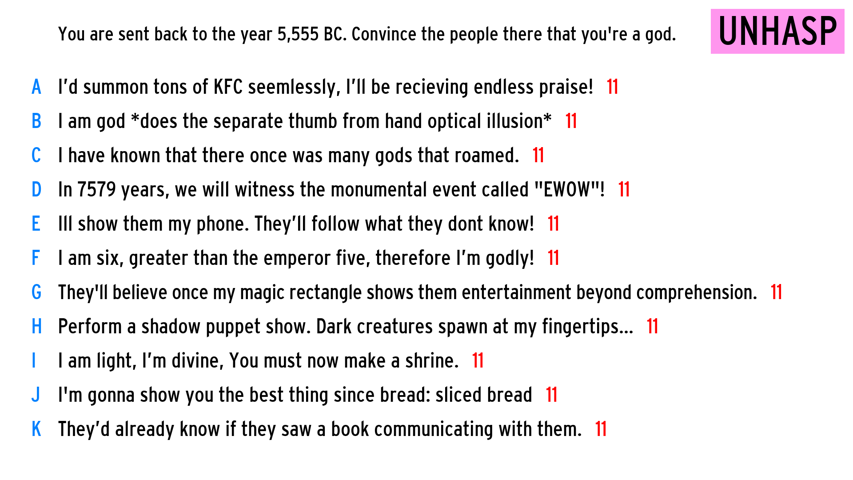 You are sent back to the year 5,555 BC. Convince the people there that you're a god.
UNHASP
A I'd summon tons of KFC seemlessly, I'll be recieving endless praise! 11
B I am god *does the separate thumb from hand optical illusion* 11
C I have known that there once was many gods that roamed. 11
D In 7579 years, we will witness the monumental event called "EWOW"! 11
E Ill show them my phone. They'll follow what they dont know! 11
F I am six, greater than the emperor five, therefore I'm godly! 11
G They'll believe once my magic rectangle shows them entertainment beyond comprehension. 11
H Perform a shadow puppet show. Dark creatures spawn at my fingertips... 11
I I am light, I'm divine, You must now make a shrine. 11
J I'm gonna show you the best thing since bread: sliced bread 11
K They'd already know if they saw a book communicating with them. 11